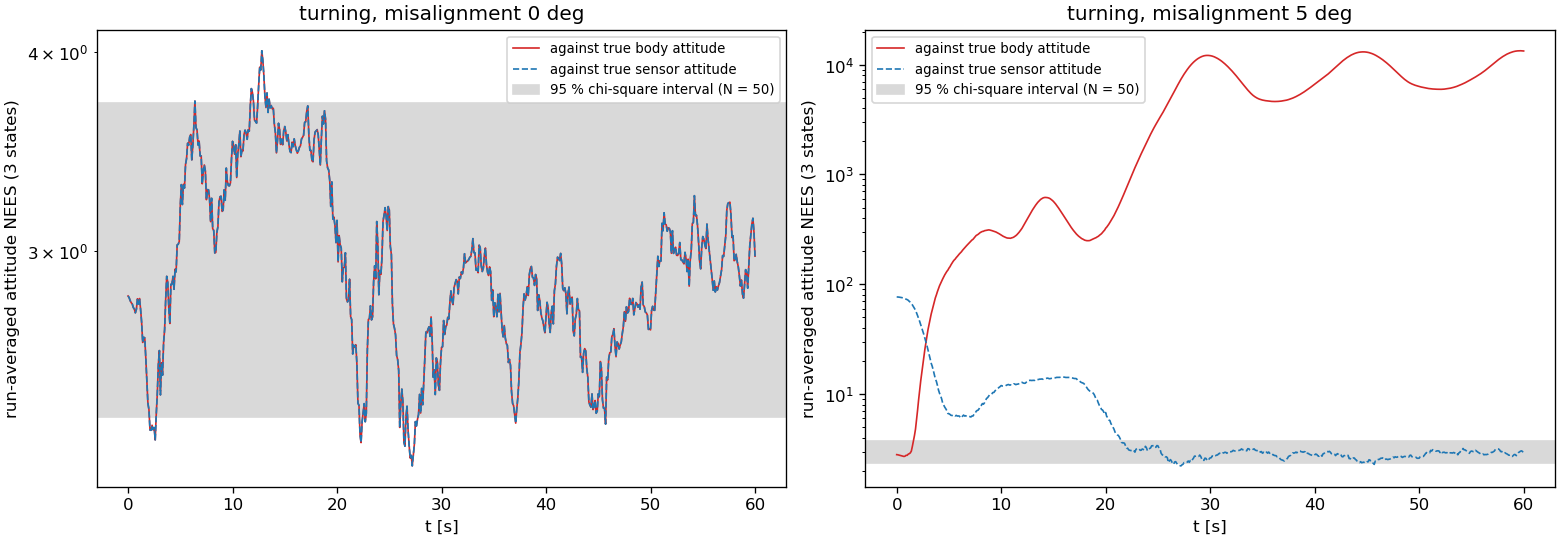 turning, misalignment 0 deg
run-averaged attitude NEES (3 states)
4 × 10⁰
3 × 10⁰
against true body attitude
against true sensor attitude
95 % chi-square interval (N = 50)
0 10 20 30 40 50 60
t [s]
turning, misalignment 5 deg
run-averaged attitude NEES (3 states)
10⁴
10³
10²
10¹
against true body attitude
against true sensor attitude
95 % chi-square interval (N = 50)
0 10 20 30 40 50 60
t [s]